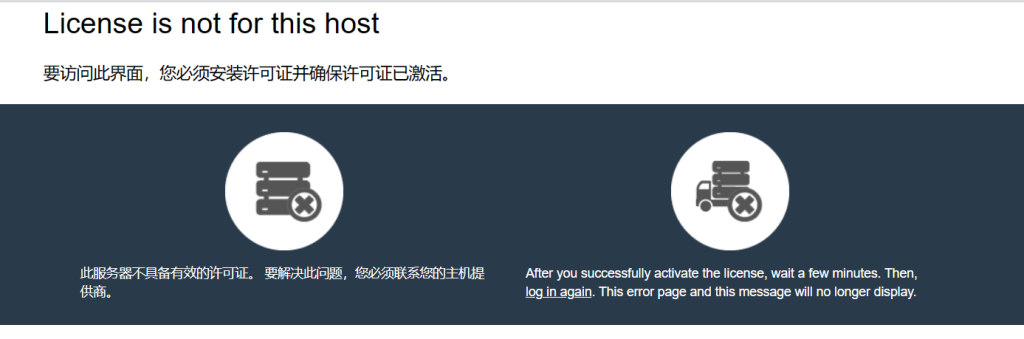 License is not for this host
要访问此界面，您必须安装许可证并确保许可证已激活。
此服务器不具备有效的许可证。 要解决此问题，您必须联系您的主机提
供商。
After you successfully activate the license, wait a few minutes. Then,
log in again. This error page and this message will no longer display.